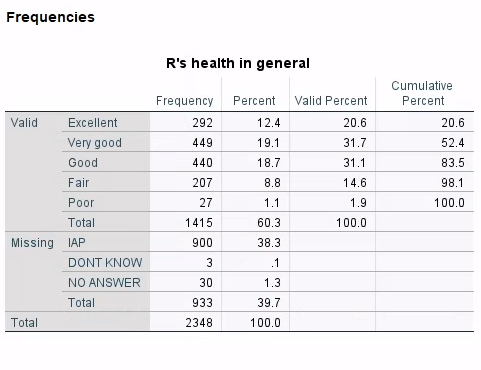 Frequencies
R's health in general
Frequency Percent Valid Percent Cumulative Percent
Valid Excellent 292 12.4 20.6 20.6
Very good 449 19.1 31.7 52.4
Good 440 18.7 31.1 83.5
Fair 207 8.8 14.6 98.1
Poor 27 1.1 1.9 100.0
Total 1415 60.3 100.0
Missing IAP 900 38.3
DONT KNOW 3 .1
NO ANSWER 30 1.3
Total 933 39.7
Total 2348 100.0